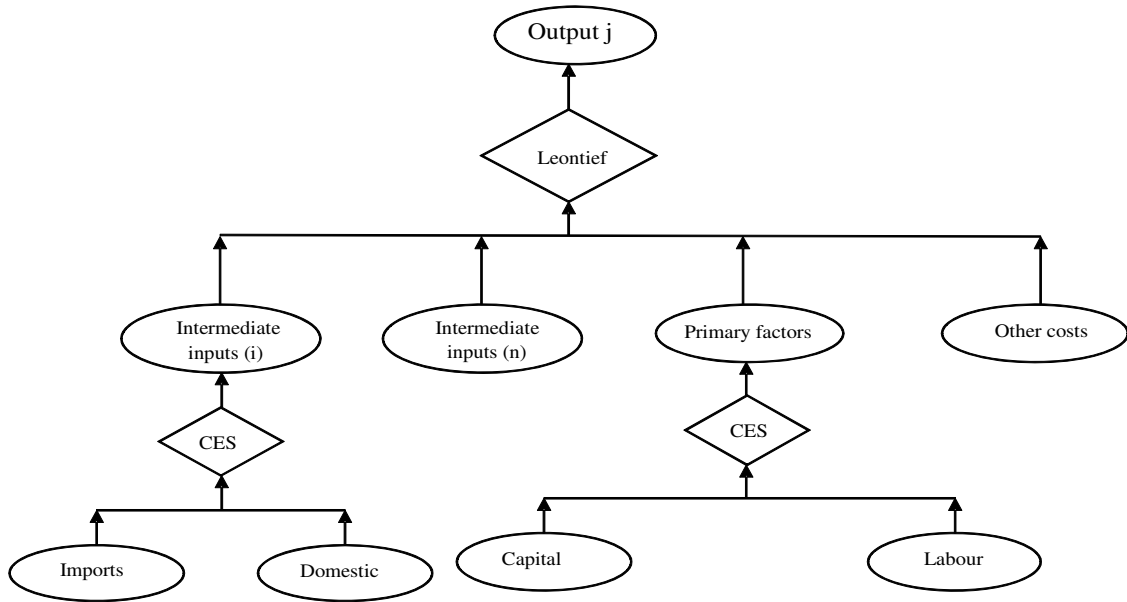 Output j
Leontief
Intermediate
inputs (i)
Intermediate
inputs (n)
Primary factors
Other costs
CES
CES
Imports
Domestic
Capital
Labour